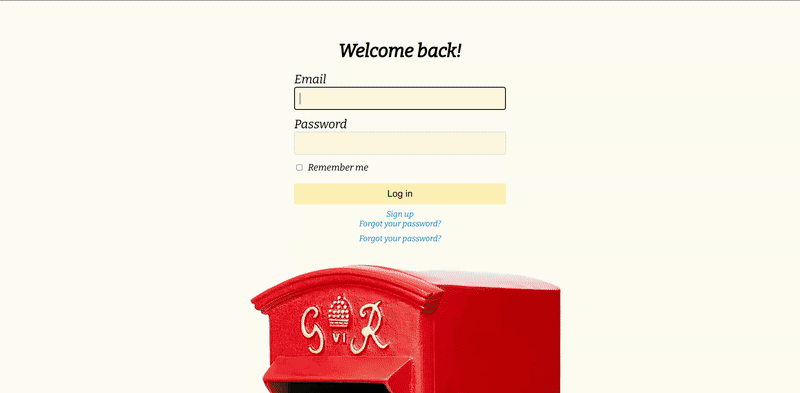 Welcome back!
Email
Password
Remember me
Log in
Sign up
Forgot your password?
Forgot your password?
G VI R